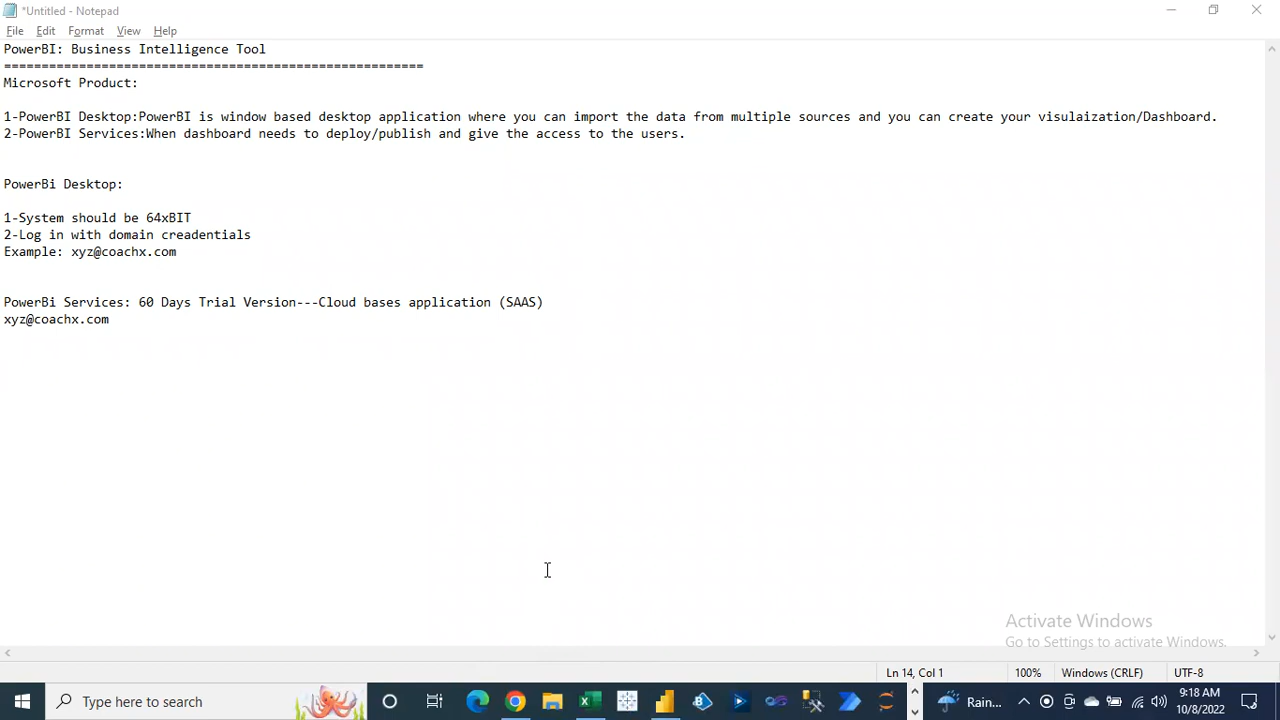 *Untitled - Notepad
File Edit Format View Help
PowerBI: Business Intelligence Tool
========================================================
Microsoft Product:
1-PowerBI Desktop:PowerBI is window based desktop application where you can import the data from multiple sources and you can create your visulaization/Dashboard.
2-PowerBI Services:When dashboard needs to deploy/publish and give the access to the users.
PowerBi Desktop:
1-System should be 64xBIT
2-Log in with domain creadentials
Example: xyz@coachx.com
PowerBi Services: 60 Days Trial Version---Cloud bases application (SAAS)
xyz@coachx.com
Activate Windows
Go to Settings to activate Windows.
Ln 14, Col 1 100% Windows (CRLF) UTF-8
Type here to search Rain... 9:18 AM
10/8/2022